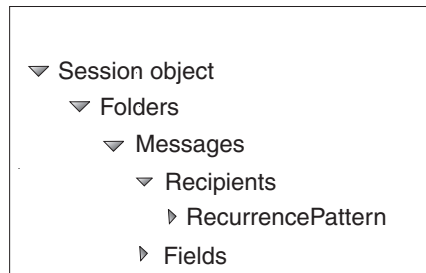 Session object
Folders
Messages
Recipients
RecurrencePattern
Fields